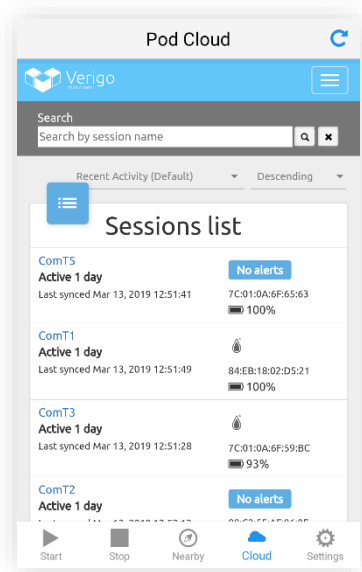 Pod Cloud
Verigo
Search
Search by session name
Recent Activity (Default)
Descending
Sessions list
ComT5
Active 1 day
No alerts
Last synced Mar 13, 2019 12:51:41
7C:01:0A:6F:65:63
100%
ComT1
Active 1 day
Last synced Mar 13, 2019 12:51:49
84:EB:18:02:D5:21
100%
ComT3
Active 1 day
Last synced Mar 13, 2019 12:51:28
7C:01:0A:6F:59:BC
93%
ComT2
Active 1 day
No alerts
Start
Stop
Nearby
Cloud
Settings